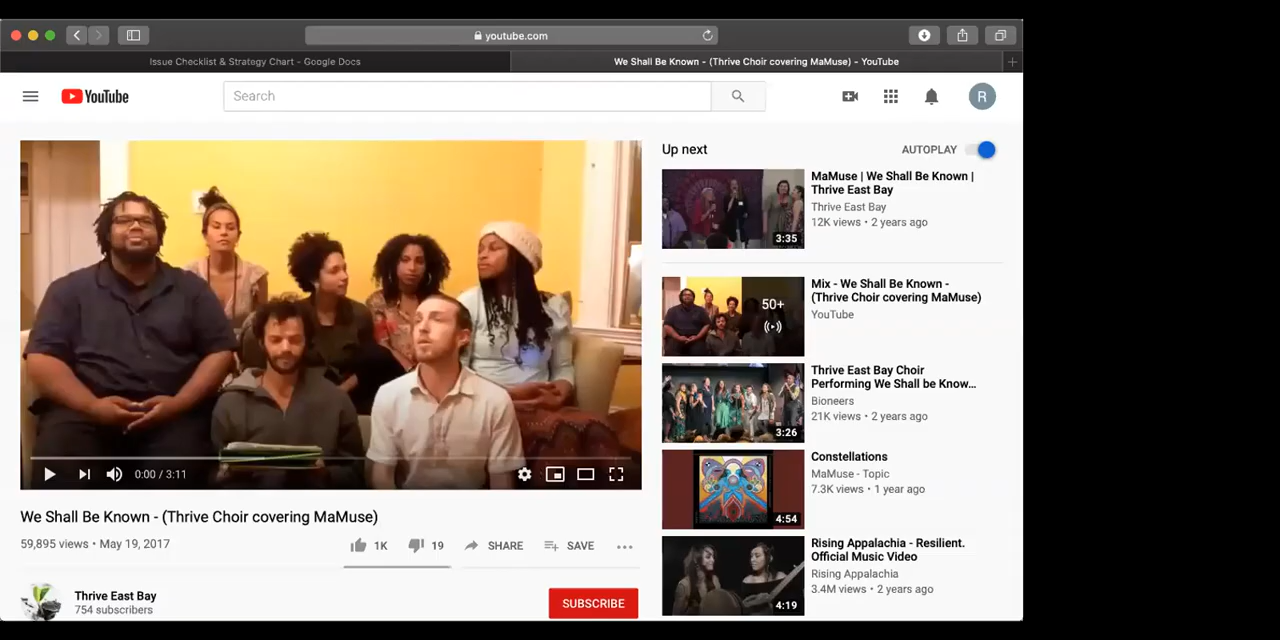 youtube.com
Issue Checklist & Strategy Chart - Google Docs
We Shall Be Known - (Thrive Choir covering MaMuse) - YouTube
YouTube
Search
R
Up next
AUTOPLAY
MaMuse | We Shall Be Known |
Thrive East Bay
Thrive East Bay
12K views • 2 years ago
3:35
50+
Mix - We Shall Be Known -
(Thrive Choir covering MaMuse)
YouTube
Thrive East Bay Choir
Performing We Shall be Know...
Bioneers
21K views • 2 years ago
3:26
Constellations
MaMuse - Topic
7.3K views • 1 year ago
4:54
Rising Appalachia - Resilient.
Official Music Video
Rising Appalachia
3.4M views • 2 years ago
4:19
0:00 / 3:11
We Shall Be Known - (Thrive Choir covering MaMuse)
59,895 views • May 19, 2017
1K
19
SHARE
SAVE
Thrive East Bay
754 subscribers
SUBSCRIBE